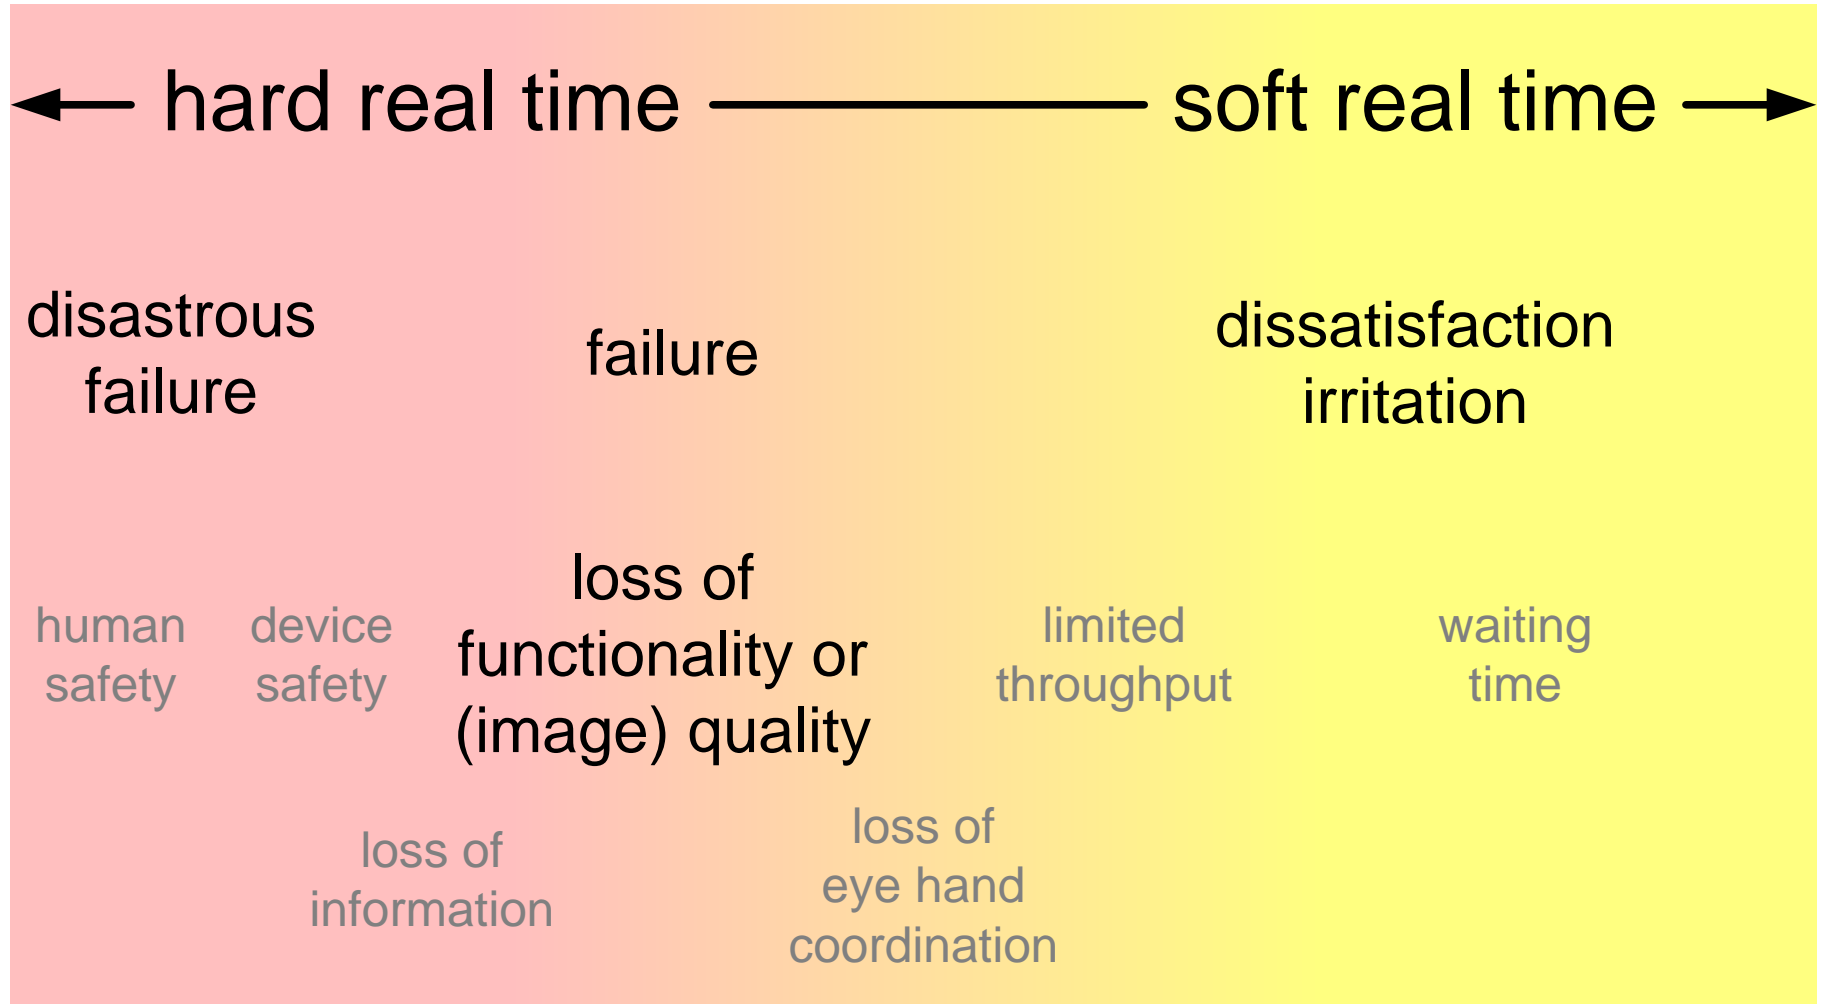 hard real time
soft real time
disastrous
failure
failure
dissatisfaction
irritation
human
safety
device
safety
loss of
functionality or
(image) quality
limited
throughput
waiting
time
loss of
information
loss of
eye hand
coordination